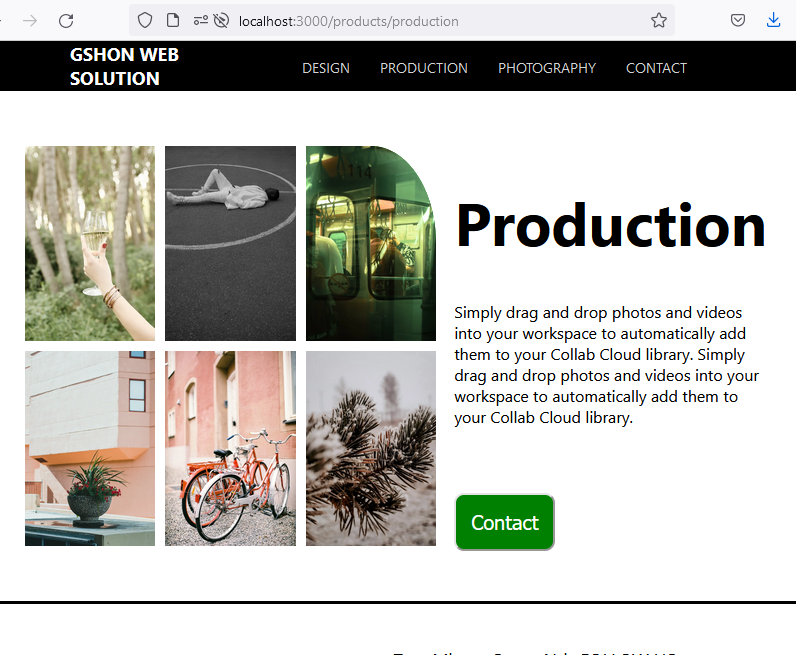 localhost:3000/products/production
GSHON WEB
SOLUTION
DESIGN
PRODUCTION
PHOTOGRAPHY
CONTACT
114
Production
Simply drag and drop photos and videos
into your workspace to automatically add
them to your Collab Cloud library. Simply
drag and drop photos and videos into your
workspace to automatically add them to
your Collab Cloud library.
Contact